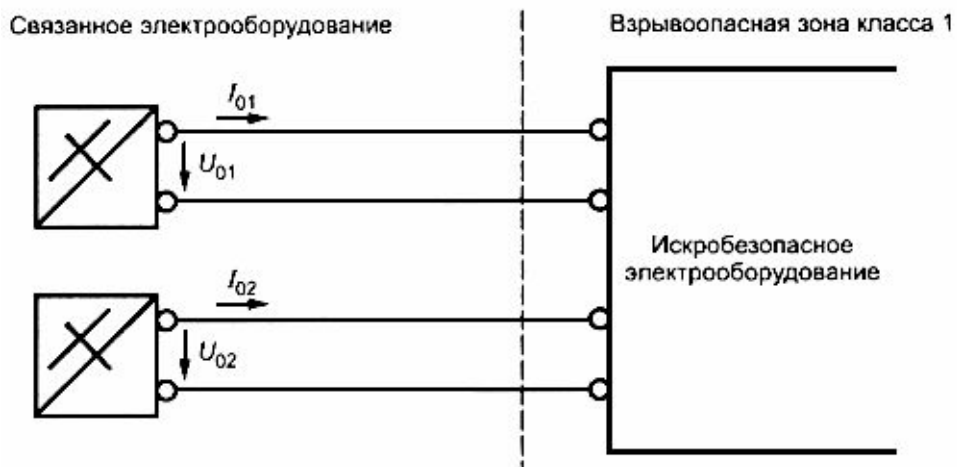 Связанное электрооборудование
Взрывоопасная зона класса 1
I01
U01
Искробезопасное
электрооборудование
I02
U02